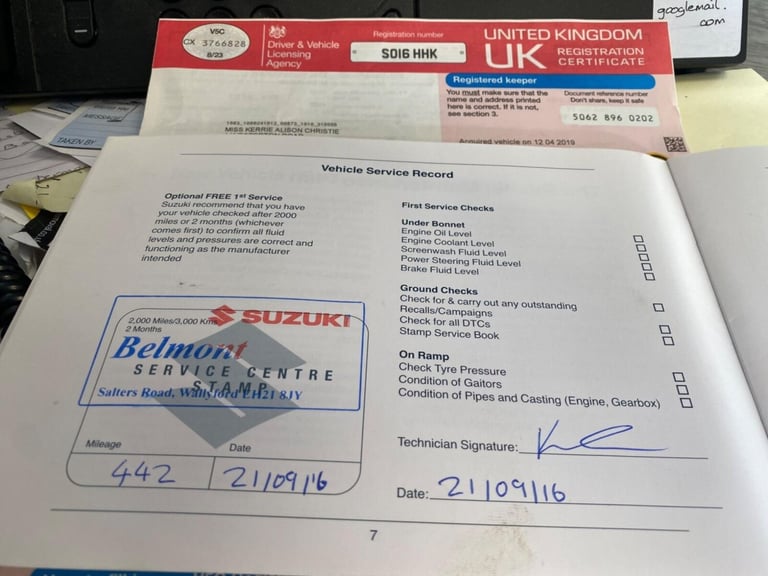 googlemail.
com
V5C
CX 3766828
8/23
Driver & Vehicle
Licensing
Agency
Registration number
SO16 HHK
UNITED KINGDOM
UK REGISTRATION
CERTIFICATE
Registered keeper
You must make sure that the
name and address printed
here is correct. If it is not,
see section 3.
Document reference number
Don't share, keep it safe
5062 896 0202
MISS KERRIE ALISON CHRISTIE
Acquired vehicle on 12 04 2019
MESSAGE
TAKEN BY
Vehicle Service Record
Optional FREE 1st Service
Suzuki recommend that you have
your vehicle checked after 2000
miles or 2 months (whichever
comes first) to confirm all fluid
levels and pressures are correct and
functioning as the manufacturer
intended
2,000 Miles/3,000 Kms
2 Months
SUZUKI
Belmont
SERVICE CENTRE
STAMP
Salters Road, Wallyford EH21 8JY
Mileage
Date
442
21/09/16
First Service Checks
Under Bonnet
Engine Oil Level
Engine Coolant Level
Screenwash Fluid Level
Power Steering Fluid Level
Brake Fluid Level
Ground Checks
Check for & carry out any outstanding
Recalls/Campaigns
Check for all DTCs
Stamp Service Book
On Ramp
Check Tyre Pressure
Condition of Gaitors
Condition of Pipes and Casting (Engine, Gearbox)
Technician Signature:
Date: 21/09/16
7